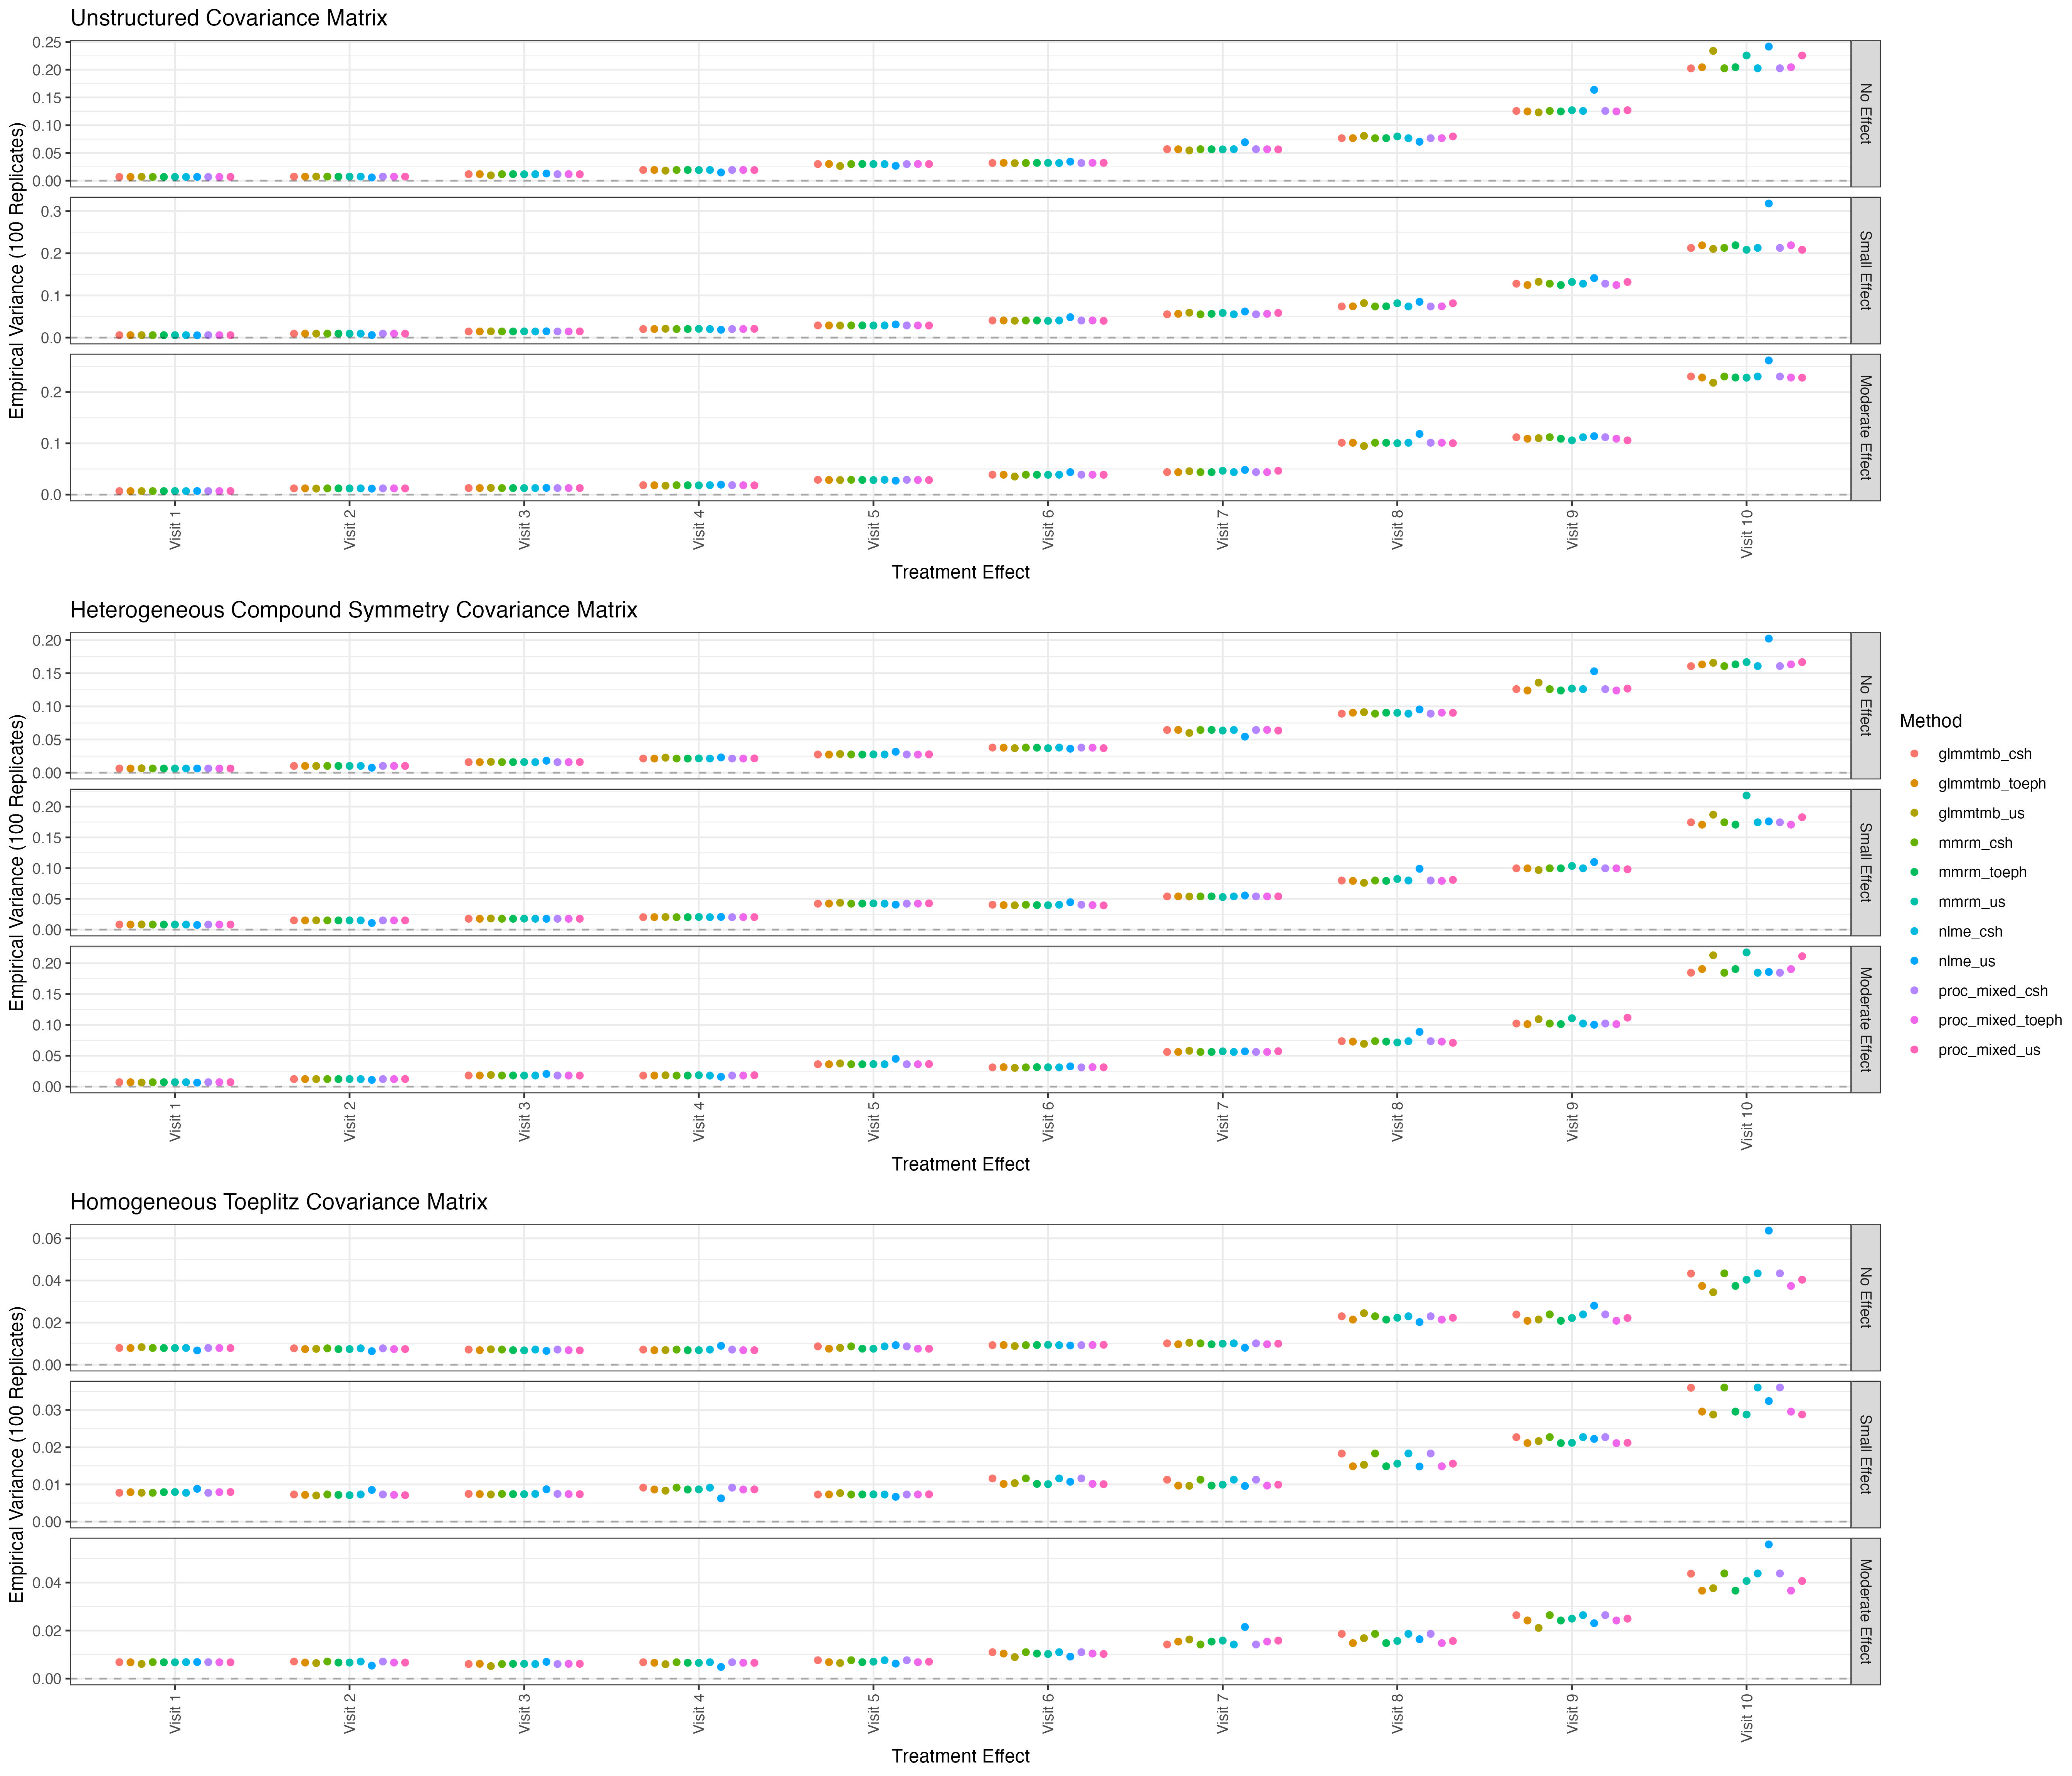 Unstructured Covariance Matrix
Empirical Variance (100 Replicates)
0.25
0.20
0.15
0.10
0.05
0.00
No Effect
0.3
0.2
0.1
0.0
Small Effect
0.2
0.1
0.0
Moderate Effect
Visit 1
Visit 2
Visit 3
Visit 4
Visit 5
Visit 6
Visit 7
Visit 8
Visit 9
Visit 10
Treatment Effect
Heterogeneous Compound Symmetry Covariance Matrix
Empirical Variance (100 Replicates)
0.20
0.15
0.10
0.05
0.00
No Effect
0.20
0.15
0.10
0.05
0.00
Small Effect
0.20
0.15
0.10
0.05
0.00
Moderate Effect
Visit 1
Visit 2
Visit 3
Visit 4
Visit 5
Visit 6
Visit 7
Visit 8
Visit 9
Visit 10
Treatment Effect
Homogeneous Toeplitz Covariance Matrix
Empirical Variance (100 Replicates)
0.06
0.04
0.02
0.00
No Effect
0.03
0.02
0.01
0.00
Small Effect
0.04
0.02
0.00
Moderate Effect
Visit 1
Visit 2
Visit 3
Visit 4
Visit 5
Visit 6
Visit 7
Visit 8
Visit 9
Visit 10
Treatment Effect
Method
glmmtmb_csh
glmmtmb_toeph
glmmtmb_us
mmrm_csh
mmrm_toeph
mmrm_us
nlme_csh
nlme_us
proc_mixed_csh
proc_mixed_toeph
proc_mixed_us